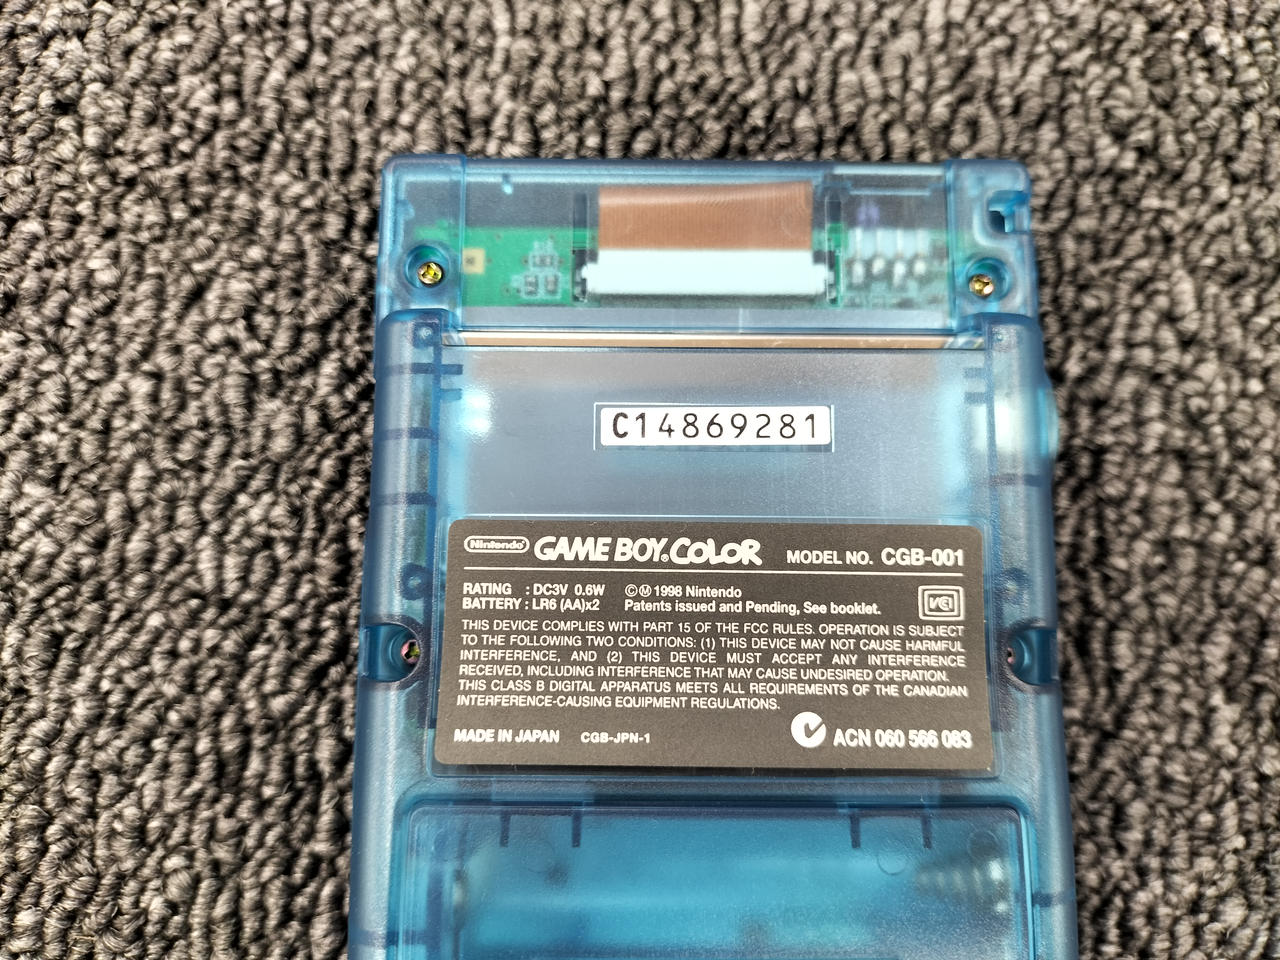 C14869281
Nintendo GAME BOY COLOR MODEL NO. CGB-001
RATING : DC3V 0.6W ©Ⓜ1998 Nintendo
BATTERY : LR6 (AA)x2 Patents issued and Pending, See booklet.
VCI
THIS DEVICE COMPLIES WITH PART 15 OF THE FCC RULES. OPERATION IS SUBJECT
TO THE FOLLOWING TWO CONDITIONS: (1) THIS DEVICE MAY NOT CAUSE HARMFUL
INTERFERENCE, AND (2) THIS DEVICE MUST ACCEPT ANY INTERFERENCE
RECEIVED, INCLUDING INTERFERENCE THAT MAY CAUSE UNDESIRED OPERATION.
THIS CLASS B DIGITAL APPARATUS MEETS ALL REQUIREMENTS OF THE CANADIAN
INTERFERENCE-CAUSING EQUIPMENT REGULATIONS.
MADE IN JAPAN CGB-JPN-1 ACN 060 566 083